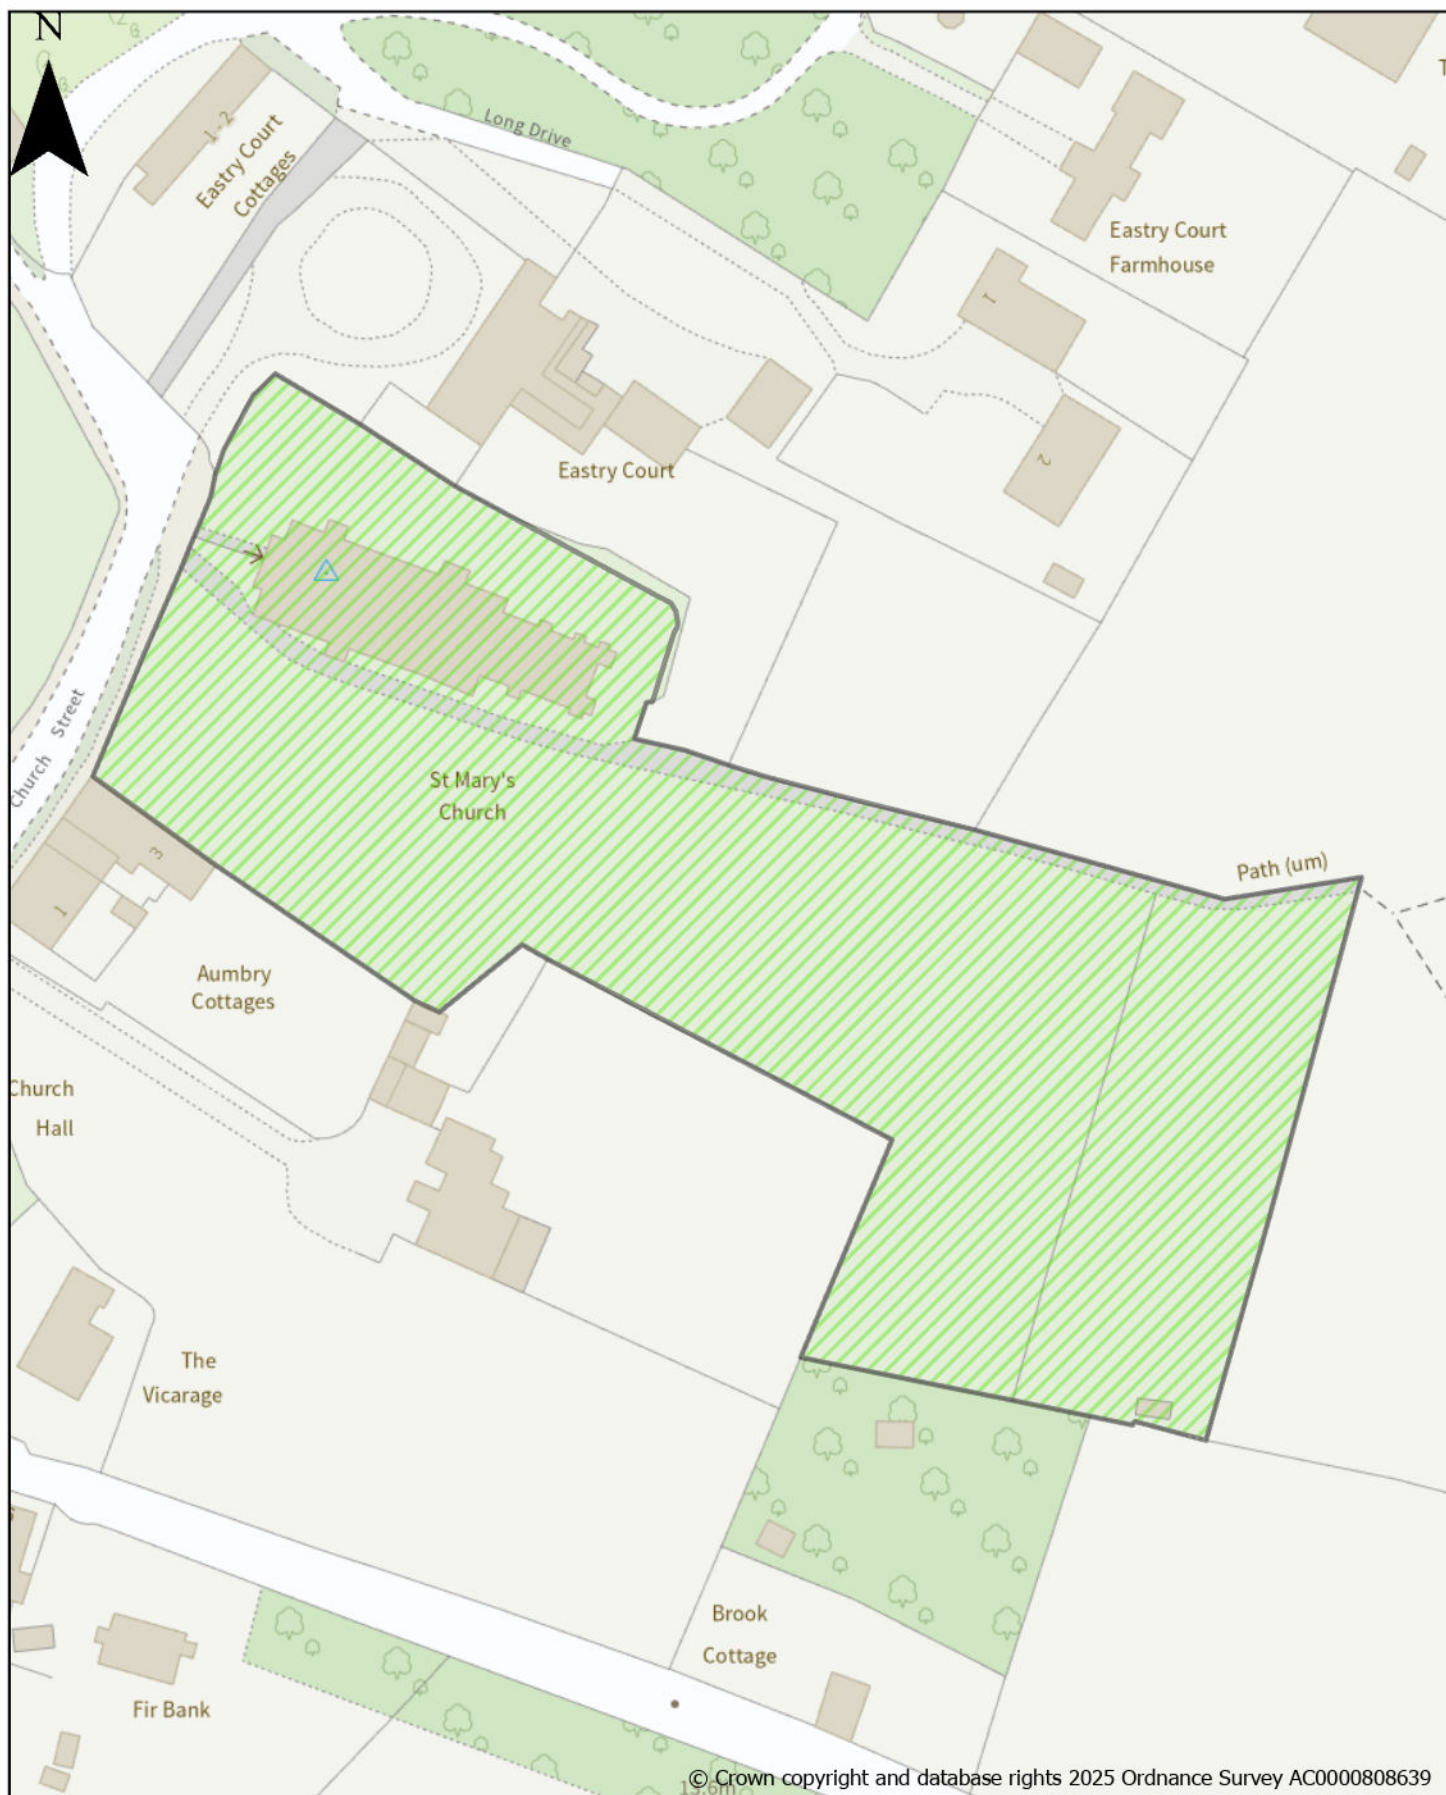 N
1 - 2
Eastry Court
Cottages
Long Drive
Eastry Court
Farmhouse
1
2
Eastry Court
Church Street
St Mary's
Church
Path (um)
3
1
Aumbry
Cottages
Church
Hall
The
Vicarage
Brook
Cottage
Fir Bank
13.6m
© Crown copyright and database rights 2025 Ordnance Survey AC0000808639